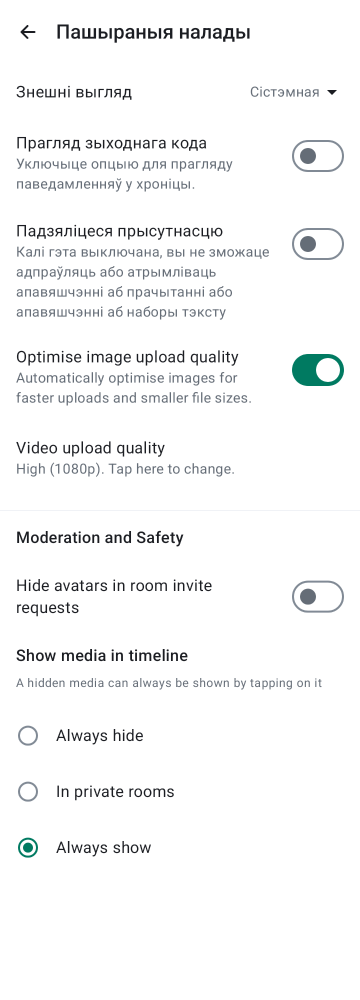 Пашыраныя налады
Знешні выгляд
Сістэмная
Прагляд зыходнага кода
Уключыце опцыю для прагляду
паведамленняў у хроніцы.
Падзяліцеся прысутнасцю
Калі гэта выключана, вы не зможаце
адпраўляць або атрымліваць
апавяшчэнні аб прачытанні або
апавяшчэнні аб наборы тэксту
Optimise image upload quality
Automatically optimise images for
faster uploads and smaller file sizes.
Video upload quality
High (1080p). Tap here to change.
Moderation and Safety
Hide avatars in room invite
requests
Show media in timeline
A hidden media can always be shown by tapping on it
Always hide
In private rooms
Always show